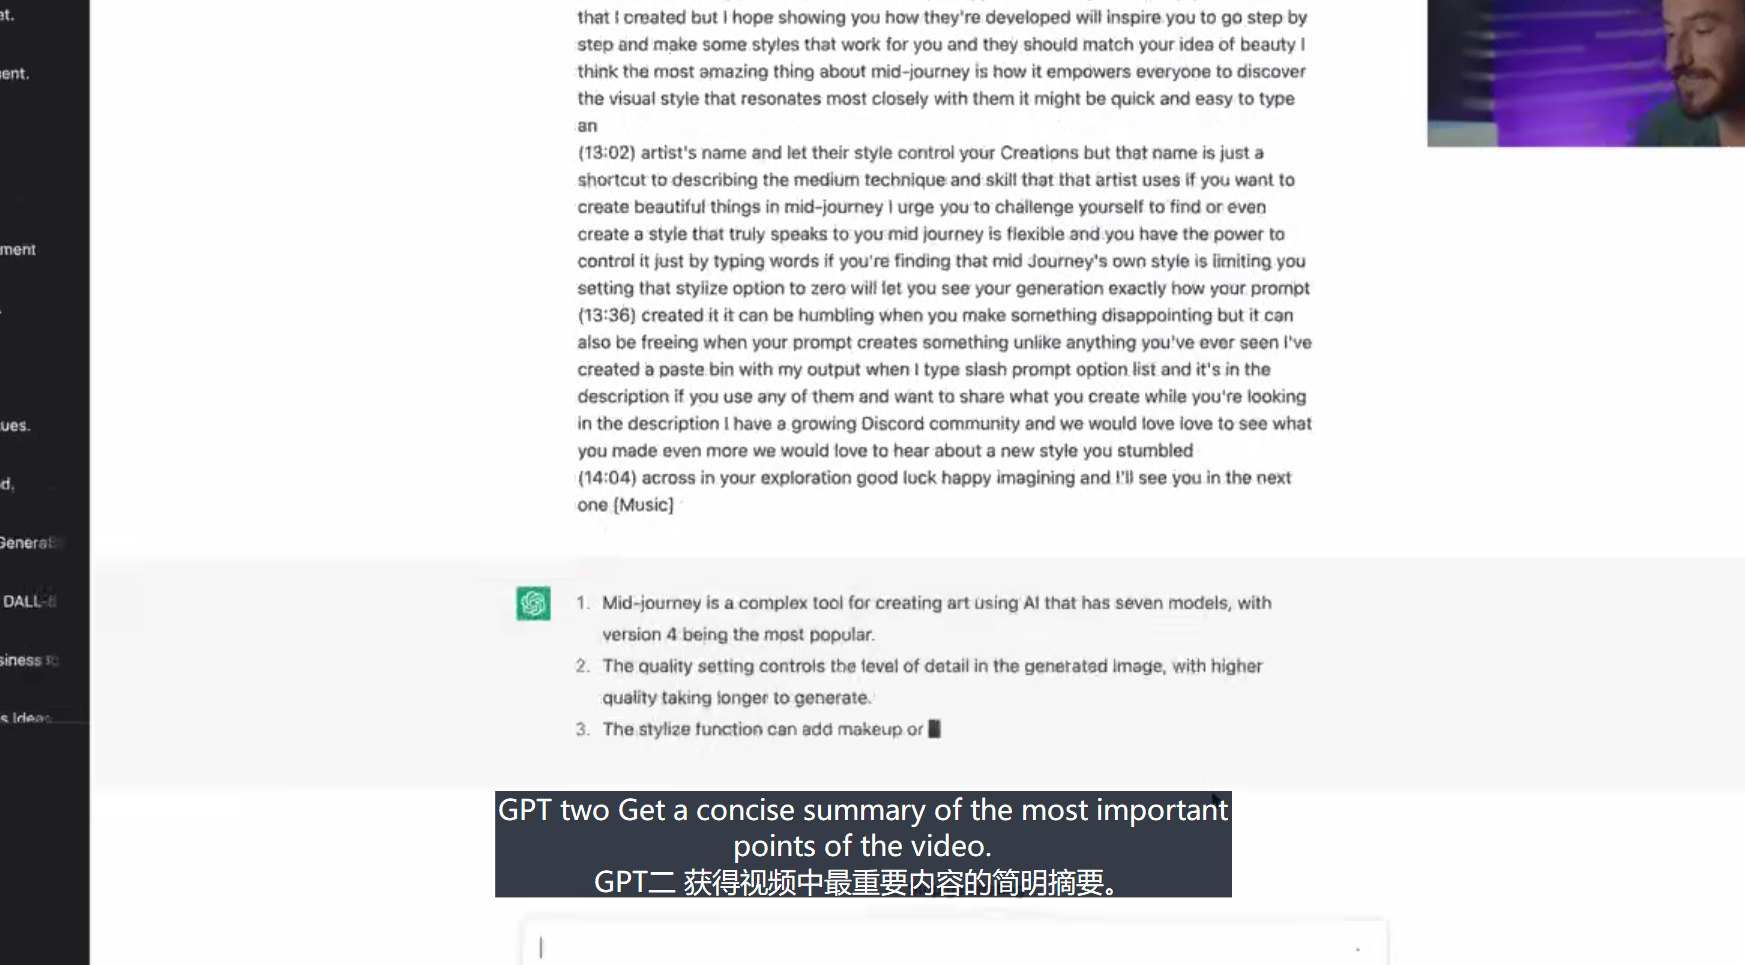 at.
that I created but I hope showing you how they're developed will inspire you to go step by
step and make some styles that work for you and they should match your idea of beauty I
ent.
think the most amazing thing about mid-journey is how it empowers everyone to discover
the visual style that resonates most closely with them it might be quick and easy to type
an
(13:02) artist's name and let their style control your Creations but that name is just a
shortcut to describing the medium technique and skill that that artist uses if you want to
create beautiful things in mid-journey I urge you to challenge yourself to find or even
create a style that truly speaks to you mid journey is flexible and you have the power to
ment
control it just by typing words if you're finding that mid Journey's own style is limiting you
setting that stylize option to zero will let you see your generation exactly how your prompt
(13:36) created it it can be humbling when you make something disappointing but it can
also be freeing when your prompt creates something unlike anything you've ever seen I've
created a paste bin with my output when I type slash prompt option list and it's in the
description if you use any of them and want to share what you create while you're looking
in the description I have a growing Discord community and we would love love to see what
ues.
you made even more we would love to hear about a new style you stumbled
(14:04) across in your exploration good luck happy imagining and I'll see you in the next
d.
one [Music]
Generat
DALL-E
siness
s Ideas
1. Mid-journey is a complex tool for creating art using AI that has seven models, with
version 4 being the most popular.
2. The quality setting controls the level of detail in the generated image, with higher
quality taking longer to generate.
3. The stylize function can add makeup or
GPT two Get a concise summary of the most important
points of the video.
GPT二 获得视频中最重要内容的简明摘要。